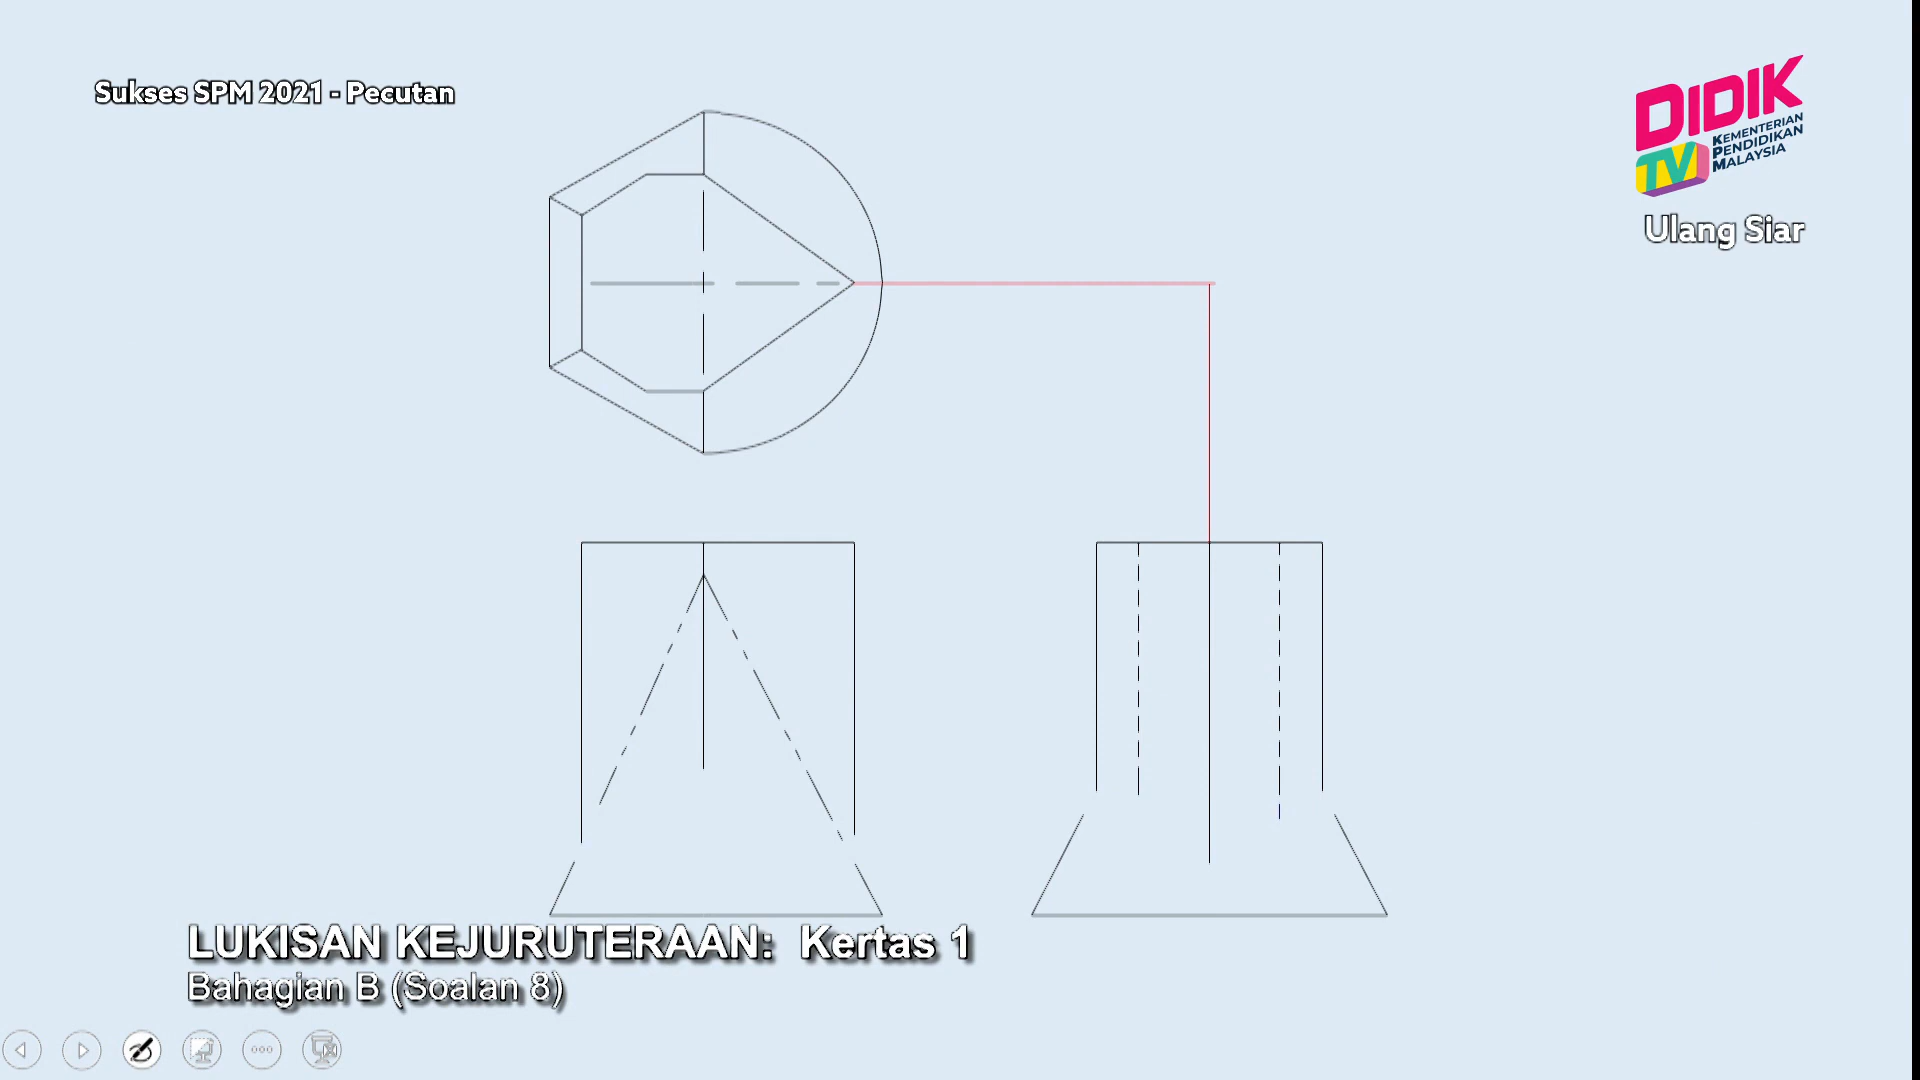 Sukses SPM 2021 - Pecutan
DIDIK
TV
KEMENTERIAN
PENDIDIKAN
MALAYSIA
Ulang Siar
LUKISAN KEJURUTERAAN: Kertas 1
Bahagian B (Soalan 8)